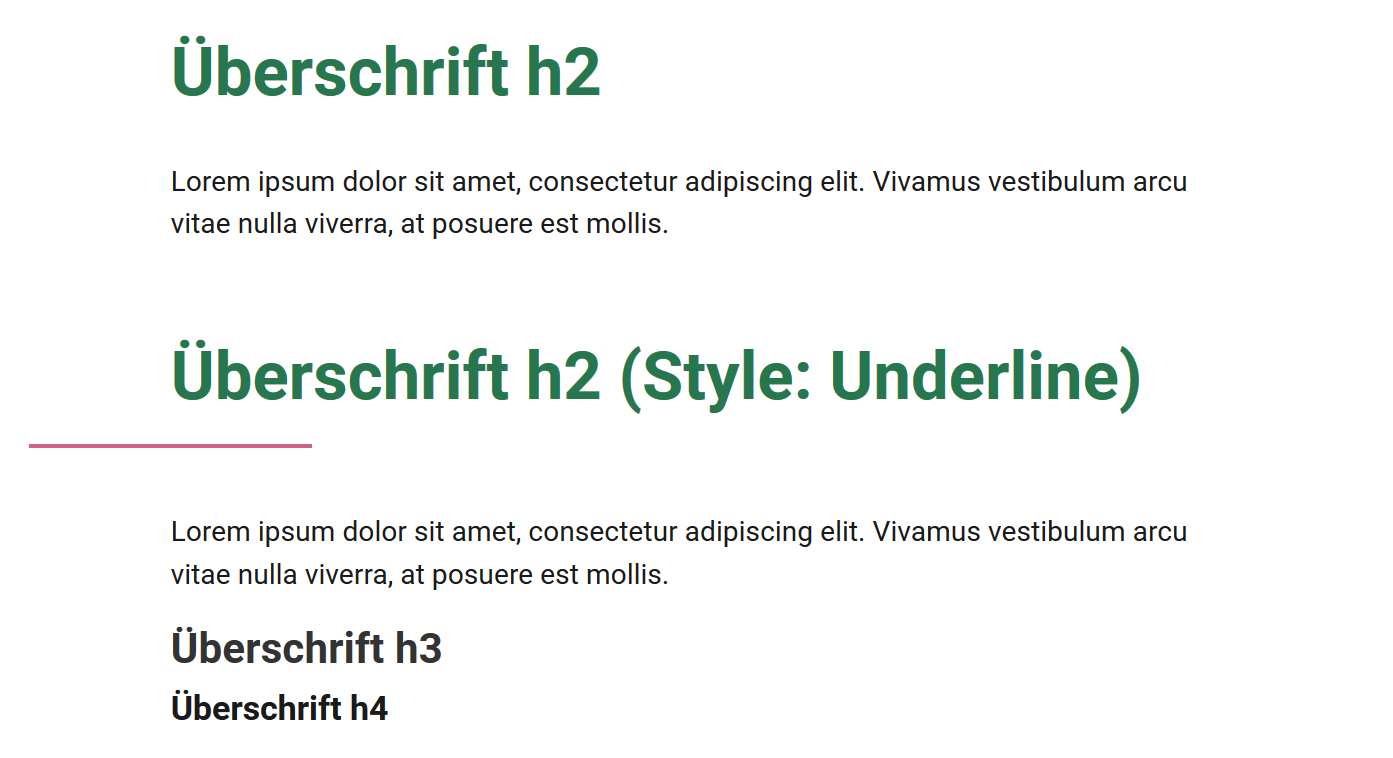 Überschrift h2
Lorem ipsum dolor sit amet, consectetur adipiscing elit. Vivamus vestibulum arcu
vitae nulla viverra, at posuere est mollis.
Überschrift h2 (Style: Underline)
Lorem ipsum dolor sit amet, consectetur adipiscing elit. Vivamus vestibulum arcu
vitae nulla viverra, at posuere est mollis.
Überschrift h3
Überschrift h4